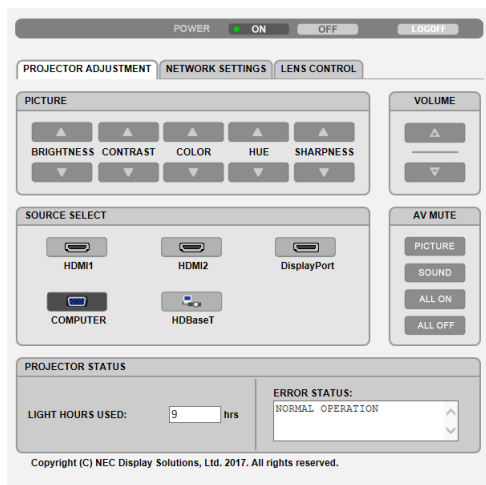 POWER ON OFF LOGOFF
PROJECTOR ADJUSTMENT NETWORK SETTINGS LENS CONTROL
PICTURE
BRIGHTNESS CONTRAST COLOR HUE SHARPNESS
VOLUME
SOURCE SELECT
HDMI1 HDMI2 DisplayPort
COMPUTER HDBaseT
AV MUTE
PICTURE
SOUND
ALL ON
ALL OFF
PROJECTOR STATUS
LIGHT HOURS USED: 9 hrs
ERROR STATUS:
NORMAL OPERATION
Copyright (C) NEC Display Solutions, Ltd. 2017. All rights reserved.